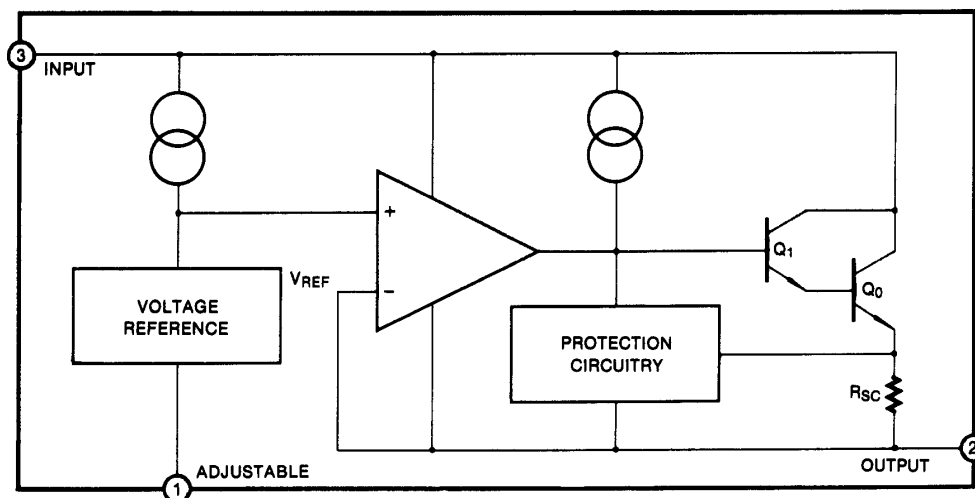 3
INPUT
+
Q1
VREF
−
Q0
VOLTAGE
REFERENCE
PROTECTION
CIRCUITRY
RSC
ADJUSTABLE
OUTPUT
2
1